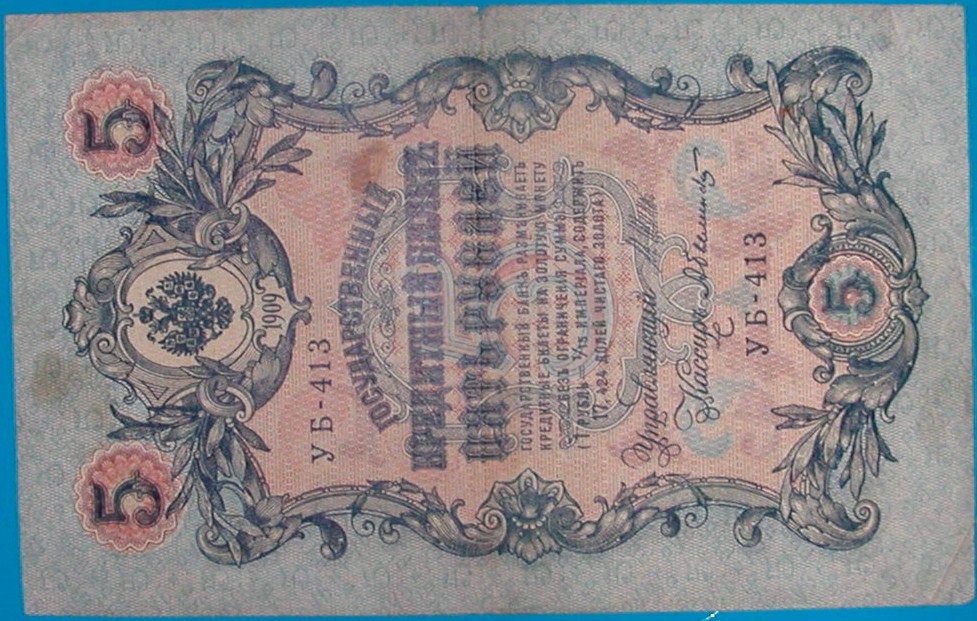 5 5
1909
УБ-413
ГОСУДАРСТВЕННЫЙ
КРЕДИТНЫЙ БИЛЕТЪ
ПЯТЬ РУБЛЕЙ
ГОСУДАРСТВЕННЫЙ БАНКЪ РАЗМѢНИВАЕТЪ
КРЕДИТНЫЕ БИЛЕТЫ НА ЗОЛОТУЮ МОНЕТУ
БЕЗЪ ОГРАНИЧЕНІЯ СУММЫ
(1 РУБЛЬ = 1/15 ИМПЕРІАЛА, СОДЕРЖИТЪ
17,424 ДОЛЕЙ ЧИСТАГО ЗОЛОТА)
Управляющій
Кассиръ
УБ-413
5